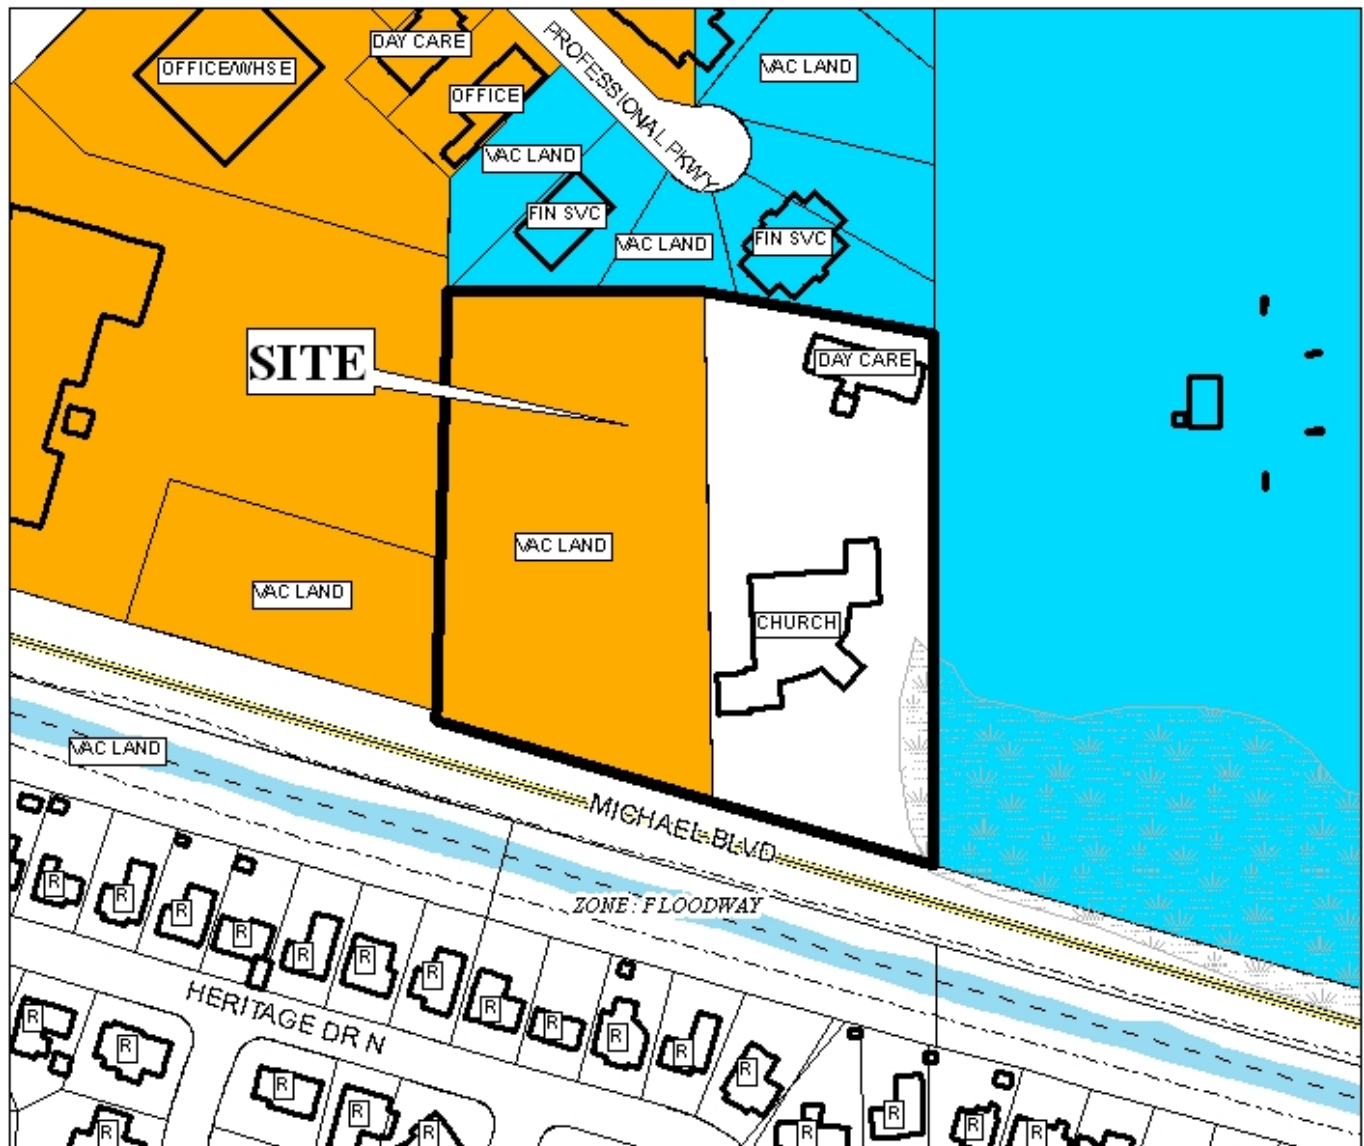 DAY CARE
OFFICE/WHSE
OFFICE
PROFESSIONAL PKWY
VAC LAND
VAC LAND
FIN SVC
VAC LAND
FIN SVC
SITE
DAY CARE
VAC LAND
VAC LAND
CHURCH
VAC LAND
MICHAEL BLVD
ZONE: FLOODWAY
R
R
R
R
R
R
R
R
R
R
R
R
HERITAGE DR N
R
R
R
R
R
R
R
R
R
R